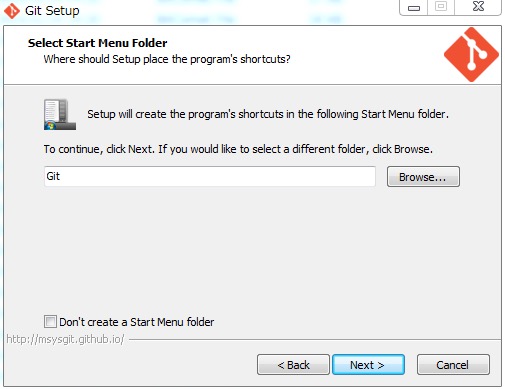 Git Setup
Select Start Menu Folder
Where should Setup place the program's shortcuts?
Setup will create the program's shortcuts in the following Start Menu folder.
To continue, click Next. If you would like to select a different folder, click Browse.
Git
Browse...
Don't create a Start Menu folder
http://msysgit.github.io/
< Back
Next >
Cancel